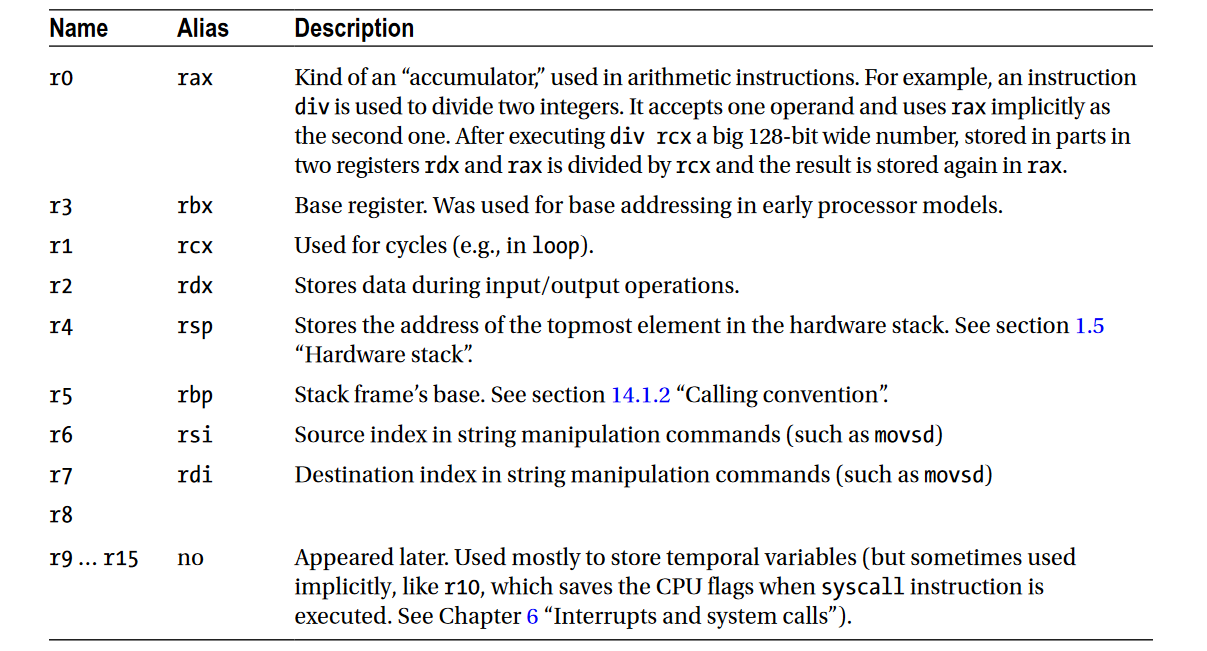 Name Alias Description
r0 rax Kind of an “accumulator,” used in arithmetic instructions. For example, an instruction
div is used to divide two integers. It accepts one operand and uses rax implicitly as
the second one. After executing div rcx a big 128-bit wide number, stored in parts in
two registers rdx and rax is divided by rcx and the result is stored again in rax.
r3 rbx Base register. Was used for base addressing in early processor models.
r1 rcx Used for cycles (e.g., in loop).
r2 rdx Stores data during input/output operations.
r4 rsp Stores the address of the topmost element in the hardware stack. See section 1.5
“Hardware stack”.
r5 rbp Stack frame’s base. See section 14.1.2 “Calling convention”.
r6 rsi Source index in string manipulation commands (such as movsd)
r7 rdi Destination index in string manipulation commands (such as movsd)
r8
r9 … r15 no Appeared later. Used mostly to store temporal variables (but sometimes used
implicitly, like r10, which saves the CPU flags when syscall instruction is
executed. See Chapter 6 “Interrupts and system calls”).